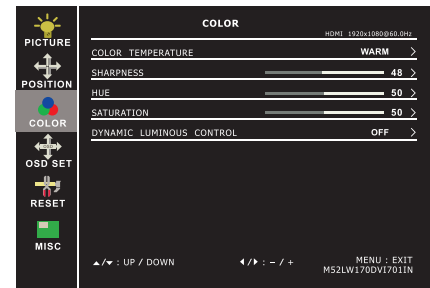 COLOR
HDMI 1920x1080@60.0Hz
PICTURE
COLOR TEMPERATURE WARM >
SHARPNESS 48 >
POSITION
HUE 50 >
SATURATION 50 >
COLOR
DYNAMIC LUMINOUS CONTROL OFF >
OSD SET
RESET
MISC
▲/▼ : UP / DOWN ◀/▶ : – / + MENU : EXIT
M52LW170DVI701IN